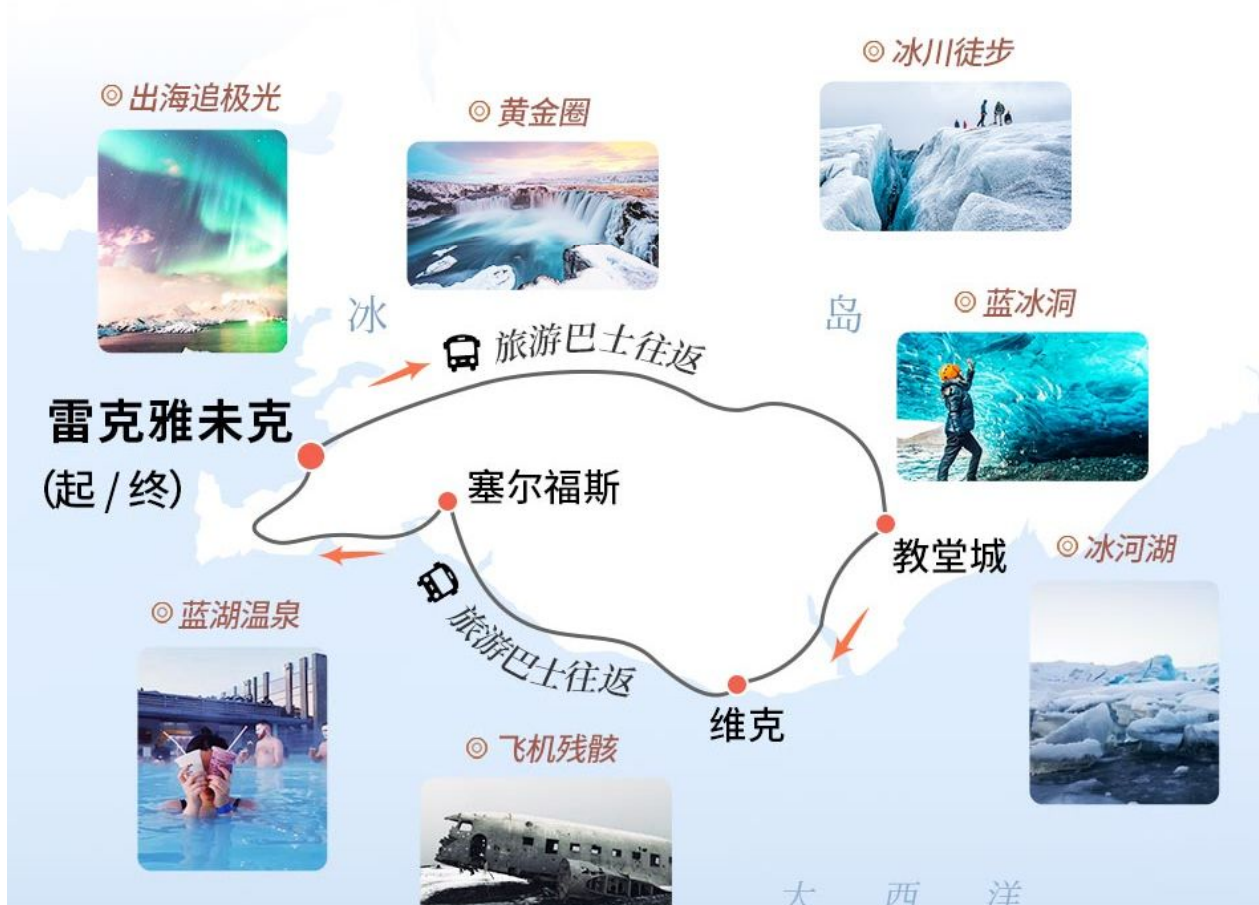 冰川徒步
出海追极光
黄金圈
蓝冰洞
冰
岛
旅游巴士往返
雷克雅未克
(起 / 终)
塞尔福斯
教堂城
冰河湖
蓝湖温泉
旅游巴士往返
维克
飞机残骸
大 西 洋